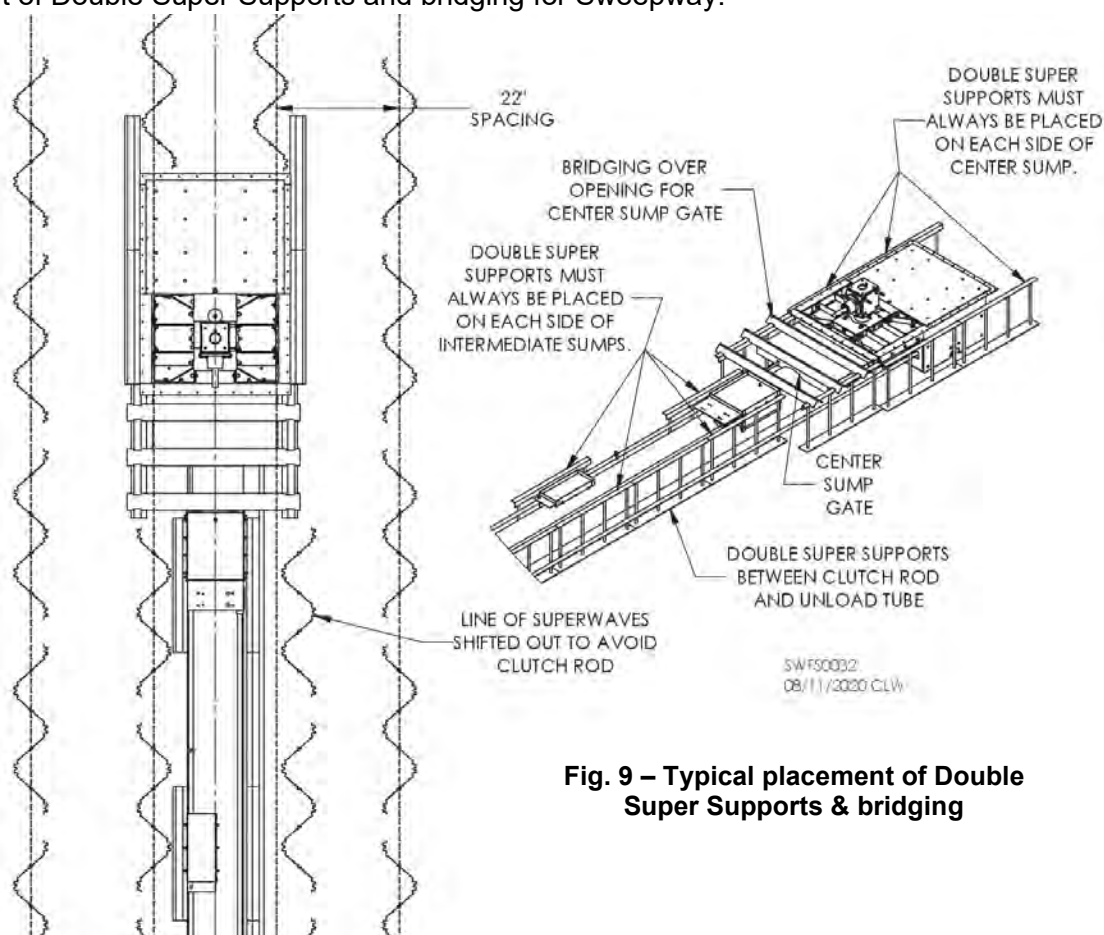 t of Double Super Supports and bridging for Sweepway.
22"
SPACING
DOUBLE SUPER
SUPPORTS MUST
ALWAYS BE PLACED
ON EACH SIDE OF
CENTER SUMP.
BRIDGING OVER
OPENING FOR
CENTER SUMP GATE
DOUBLE SUPER
SUPPORTS MUST
ALWAYS BE PLACED
ON EACH SIDE OF
INTERMEDIATE SUMPS.
CENTER
SUMP
GATE
DOUBLE SUPER SUPPORTS
BETWEEN CLUTCH ROD
AND UNLOAD TUBE
LINE OF SUPERWAVES
SHIFTED OUT TO AVOID
CLUTCH ROD
SWFS0032
08/11/2020 CLW
Fig. 9 – Typical placement of Double
Super Supports & bridging